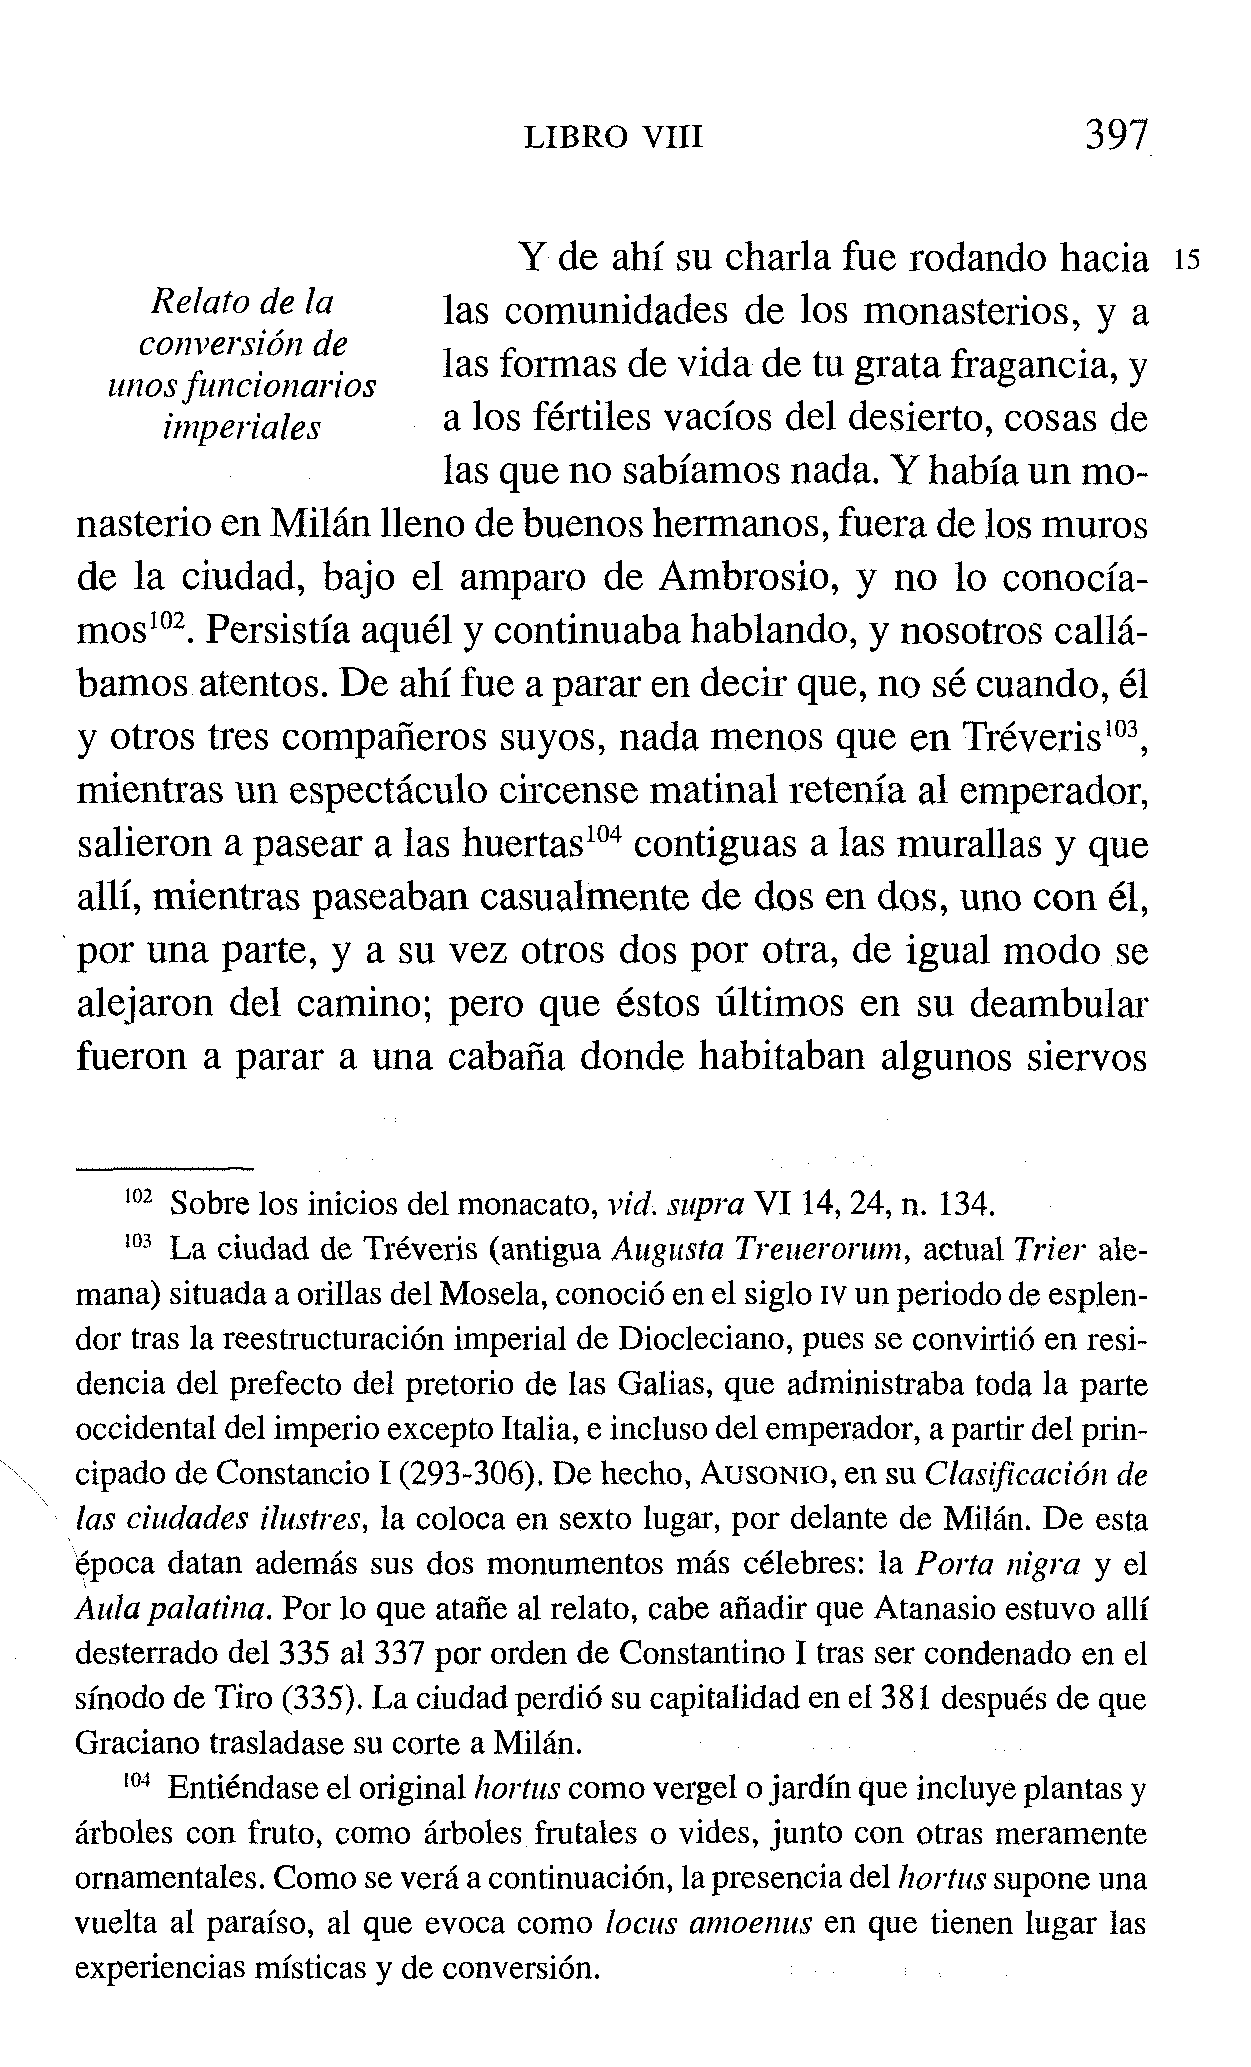 LIBRO VIII 397
Y de ahí su charla fue rodando hacia 15
Relato de la
conversión de
unos funcionarios
imperiales
las comunidades de los monasterios, y a
las formas de vida de tu grata fragancia, y
a los fértiles vacíos del desierto, cosas de
las que no sabíamos nada. Y había un mo-
nasterio en Milán lleno de buenos hermanos, fuera de los muros
de la ciudad, bajo el amparo de Ambrosio, y no lo conocía-
mos¹⁰². Persistía aquél y continuaba hablando, y nosotros callá-
bamos atentos. De ahí fue a parar en decir que, no sé cuando, él
y otros tres compañeros suyos, nada menos que en Tréveris¹⁰³,
mientras un espectáculo circense matinal retenía al emperador,
salieron a pasear a las huertas¹⁰⁴ contiguas a las murallas y que
allí, mientras paseaban casualmente de dos en dos, uno con él,
por una parte, y a su vez otros dos por otra, de igual modo se
alejaron del camino; pero que éstos últimos en su deambular
fueron a parar a una cabaña donde habitaban algunos siervos
¹⁰² Sobre los inicios del monacato, vid. supra VI 14, 24, n. 134.
¹⁰³ La ciudad de Tréveris (antigua Augusta Treuerorum, actual Trier ale-
mana) situada a orillas del Mosela, conoció en el siglo IV un periodo de esplen-
dor tras la reestructuración imperial de Diocleciano, pues se convirtió en resi-
dencia del prefecto del pretorio de las Galias, que administraba toda la parte
occidental del imperio excepto Italia, e incluso del emperador, a partir del prin-
cipado de Constancio I (293-306). De hecho, AUSONIO, en su Clasificación de
las ciudades ilustres, la coloca en sexto lugar, por delante de Milán. De esta
época datan además sus dos monumentos más célebres: la Porta nigra y el
Aula palatina. Por lo que atañe al relato, cabe añadir que Atanasio estuvo allí
desterrado del 335 al 337 por orden de Constantino I tras ser condenado en el
sínodo de Tiro (335). La ciudad perdió su capitalidad en el 381 después de que
Graciano trasladase su corte a Milán.
¹⁰⁴ Entiéndase el original hortus como vergel o jardín que incluye plantas y
árboles con fruto, como árboles frutales o vides, junto con otras meramente
ornamentales. Como se verá a continuación, la presencia del hortus supone una
vuelta al paraíso, al que evoca como locus amoenus en que tienen lugar las
experiencias místicas y de conversión.